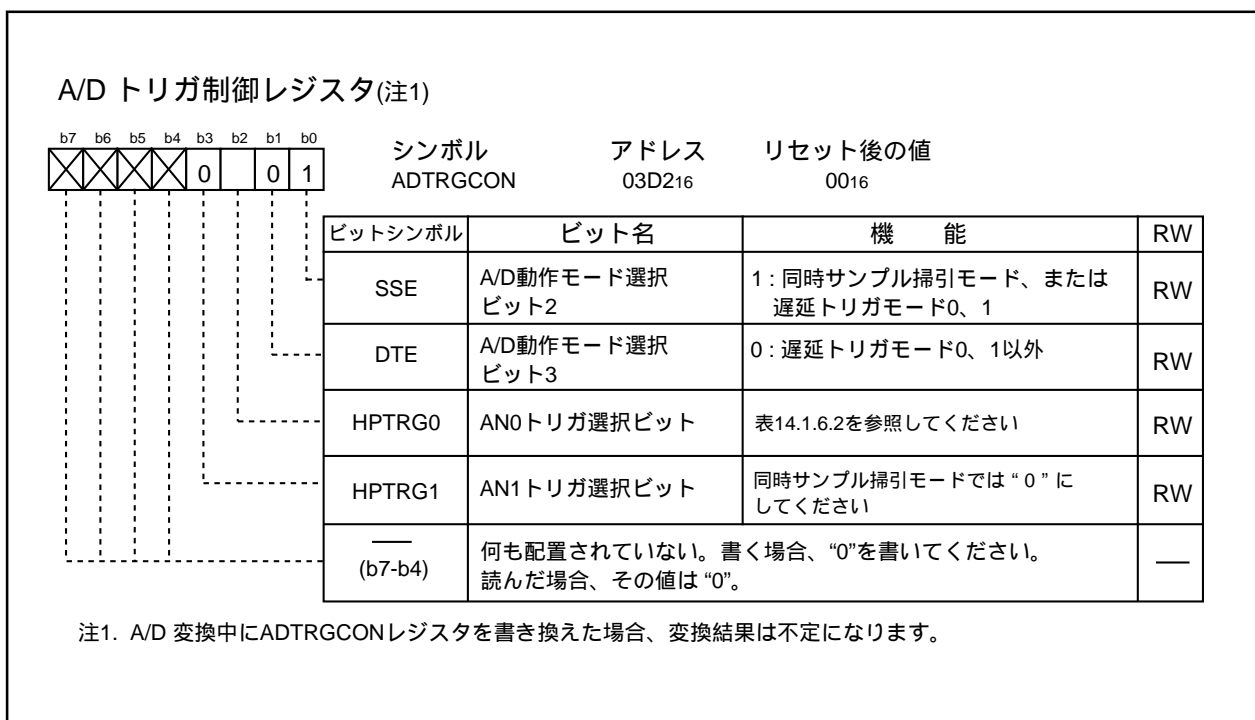 A/D トリガ制御レジスタ(注1)
b7 b6 b5 b4 b3 b2 b1 b0
0 0 1
シンボル アドレス リセット後の値
ADTRGCON 03D216 0016
ビットシンボル ビット名 機 能 RW
SSE A/D動作モード選択 1 : 同時サンプル掃引モード、または RW
ビット2 遅延トリガモード0、1
DTE A/D動作モード選択 0 : 遅延トリガモード0、1以外 RW
ビット3
HPTRG0 AN0トリガ選択ビット 表14.1.6.2を参照してください RW
HPTRG1 AN1トリガ選択ビット 同時サンプル掃引モードでは “ 0 ” に RW
してください
(b7-b4) 何も配置されていない。書く場合、“0”を書いてください。 —
読んだ場合、その値は “0”。
注1. A/D 変換中にADTRGCONレジスタを書き換えた場合、変換結果は不定になります。